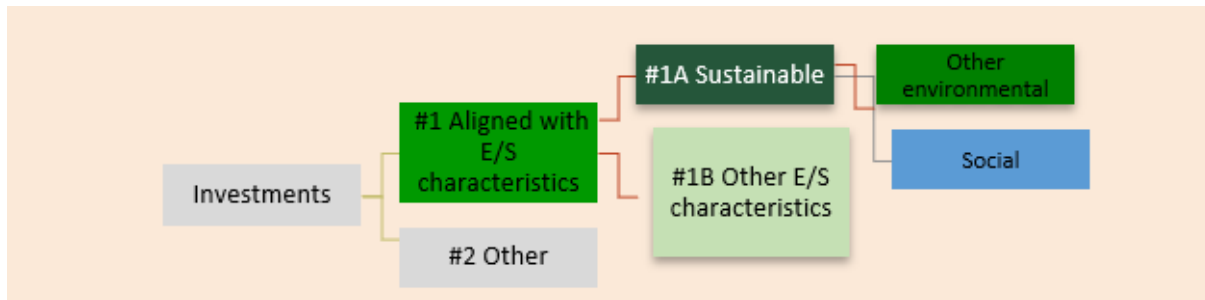 Investments
#1 Aligned with
E/S
characteristics
#2 Other
#1A Sustainable
#1B Other E/S
characteristics
Other
environmental
Social